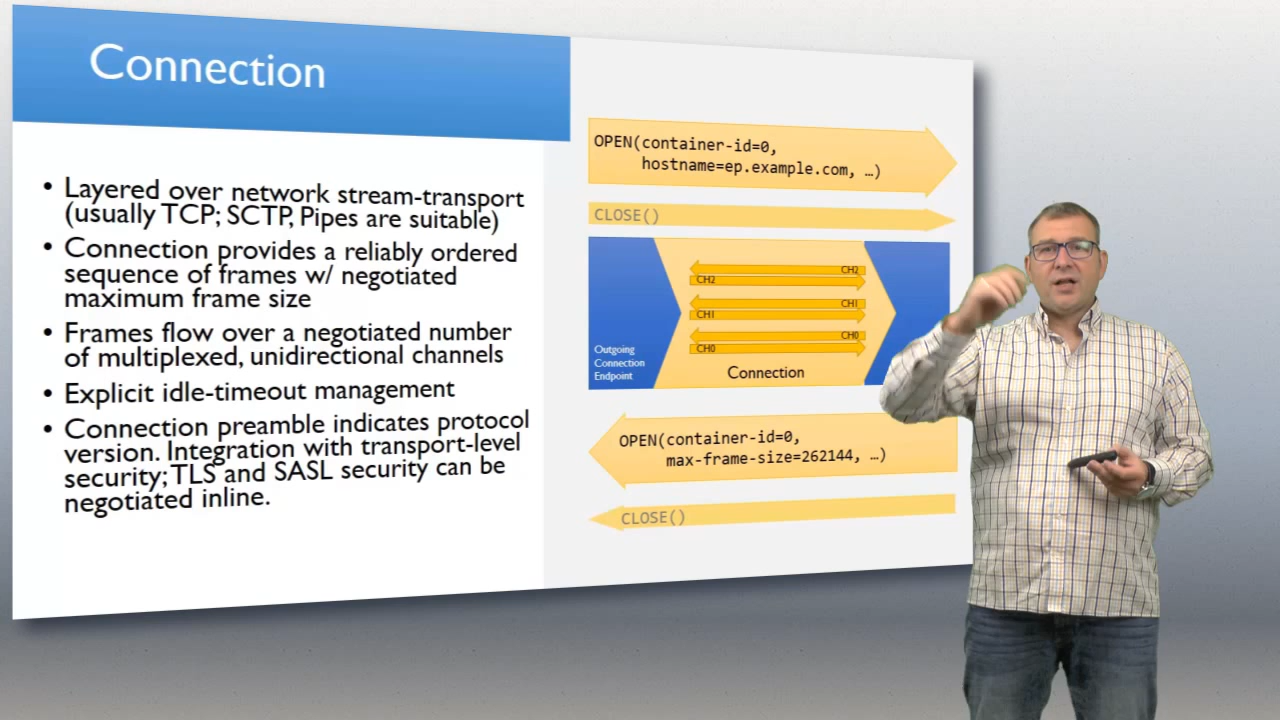 Connection
• Layered over network stream-transport
(usually TCP; SCTP, Pipes are suitable)
• Connection provides a reliably ordered
sequence of frames w/ negotiated
maximum frame size
• Frames flow over a negotiated number
of multiplexed, unidirectional channels
• Explicit idle-timeout management
• Connection preamble indicates protocol
version. Integration with transport-level
security; TLS and SASL security can be
negotiated inline.
OPEN(container-id=0,
hostname=ep.example.com, …)
CLOSE()
CH2
CH2
CH1
CH1
CH0
CH0
Outgoing
Connection
Endpoint
Connection
OPEN(container-id=0,
max-frame-size=262144, …)
CLOSE()